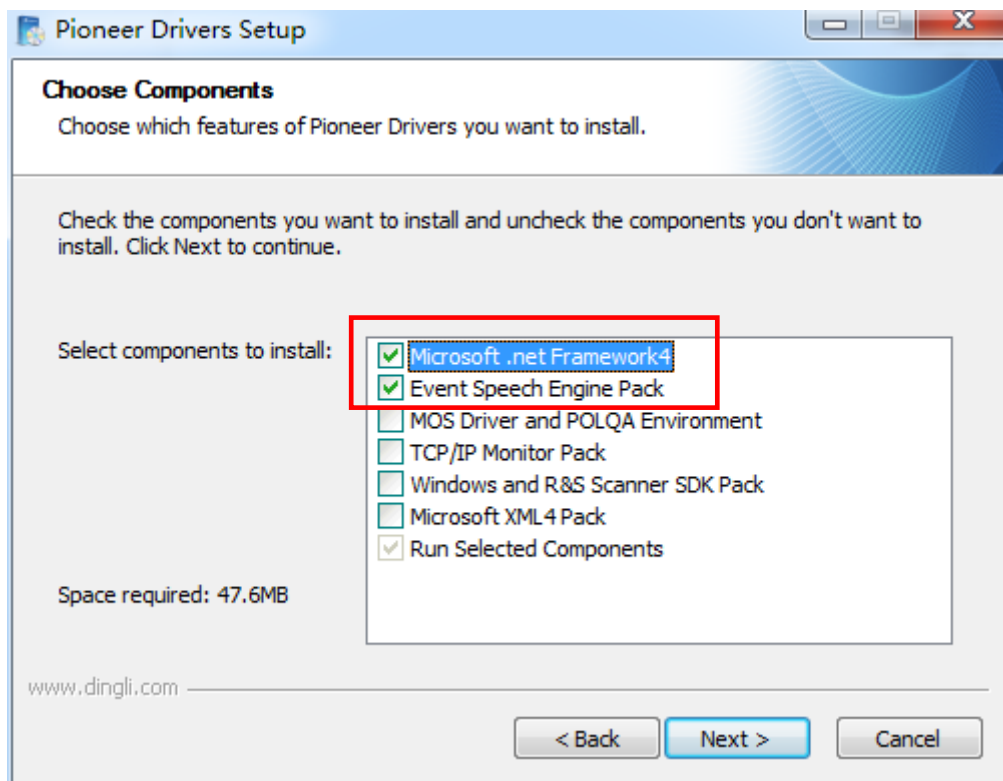 Pioneer Drivers Setup
Choose Components
Choose which features of Pioneer Drivers you want to install.
Check the components you want to install and uncheck the components you don't want to
install. Click Next to continue.
Select components to install:
Microsoft .net Framework4
Event Speech Engine Pack
MOS Driver and POLQA Environment
TCP/IP Monitor Pack
Windows and R&S Scanner SDK Pack
Microsoft XML4 Pack
Run Selected Components
Space required: 47.6MB
www.dingli.com
< Back
Next >
Cancel